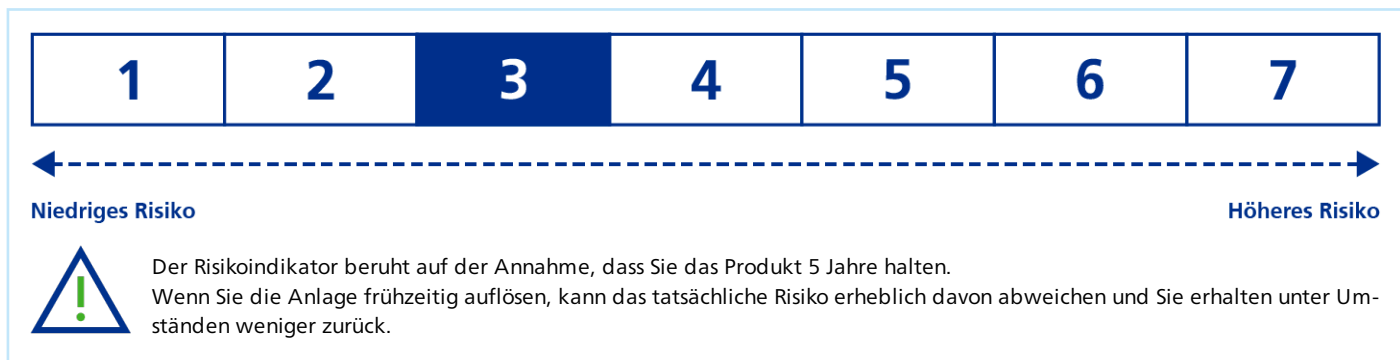 1 2 3 4 5 6 7
Niedriges Risiko Höheres Risiko
Der Risikoindikator beruht auf der Annahme, dass Sie das Produkt 5 Jahre halten.
Wenn Sie die Anlage frühzeitig auflösen, kann das tatsächliche Risiko erheblich davon abweichen und Sie erhalten unter Um-
ständen weniger zurück.